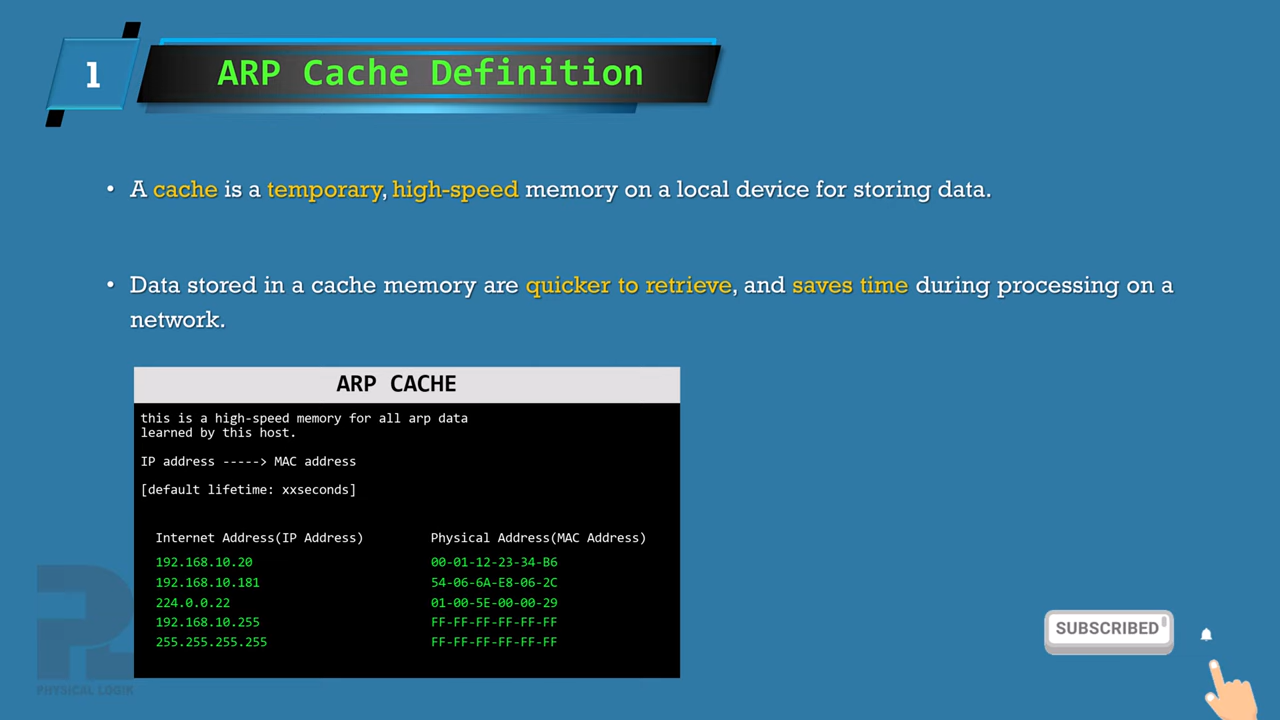 1
ARP Cache Definition
• A cache is a temporary, high-speed memory on a local device for storing data.
• Data stored in a cache memory are quicker to retrieve, and saves time during processing on a
network.
ARP CACHE
this is a high-speed memory for all arp data
learned by this host.
IP address -----> MAC address
[default lifetime: xxseconds]
Internet Address(IP Address) Physical Address(MAC Address)
192.168.10.20 00-01-12-23-34-B6
192.168.10.181 54-06-6A-E8-06-2C
224.0.0.22 01-00-5E-00-00-29
192.168.10.255 FF-FF-FF-FF-FF-FF
255.255.255.255 FF-FF-FF-FF-FF-FF
SUBSCRIBED
PHYSICAL LOGIK